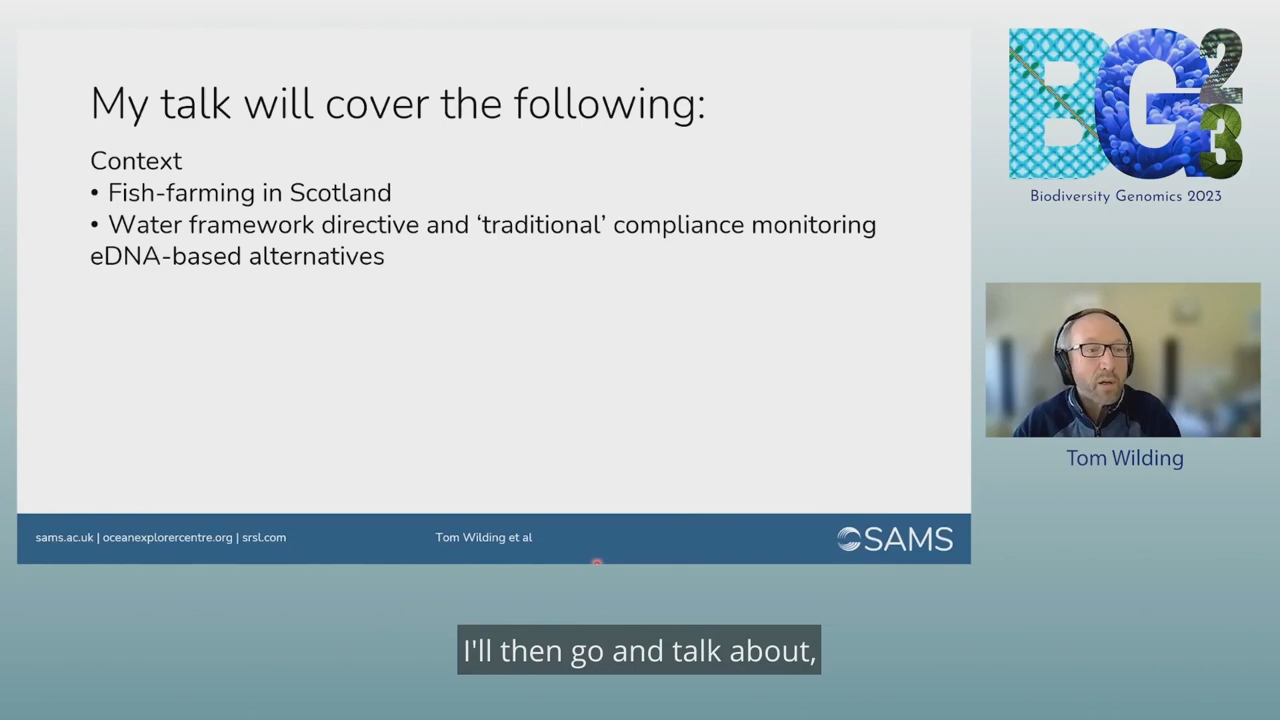 My talk will cover the following:
Context
• Fish-farming in Scotland
• Water framework directive and ‘traditional’ compliance monitoring
eDNA-based alternatives
sams.ac.uk | oceanexplorercentre.org | srsl.com
Tom Wilding et al
SAMS
BG23
Biodiversity Genomics 2023
Tom Wilding
I'll then go and talk about,